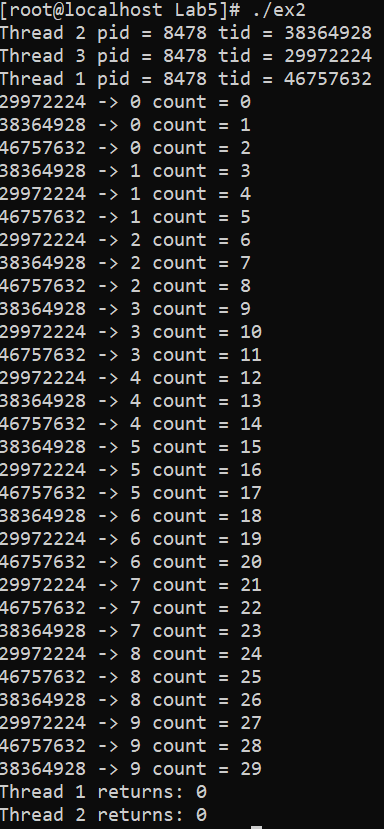 [root@localhost Lab5]# ./ex2
Thread 2 pid = 8478 tid = 38364928
Thread 3 pid = 8478 tid = 29972224
Thread 1 pid = 8478 tid = 46757632
29972224 -> 0 count = 0
38364928 -> 0 count = 1
46757632 -> 0 count = 2
38364928 -> 1 count = 3
29972224 -> 1 count = 4
46757632 -> 1 count = 5
29972224 -> 2 count = 6
38364928 -> 2 count = 7
46757632 -> 2 count = 8
38364928 -> 3 count = 9
29972224 -> 3 count = 10
46757632 -> 3 count = 11
29972224 -> 4 count = 12
38364928 -> 4 count = 13
46757632 -> 4 count = 14
38364928 -> 5 count = 15
29972224 -> 5 count = 16
46757632 -> 5 count = 17
38364928 -> 6 count = 18
29972224 -> 6 count = 19
46757632 -> 6 count = 20
29972224 -> 7 count = 21
46757632 -> 7 count = 22
38364928 -> 7 count = 23
29972224 -> 8 count = 24
46757632 -> 8 count = 25
38364928 -> 8 count = 26
29972224 -> 9 count = 27
46757632 -> 9 count = 28
38364928 -> 9 count = 29
Thread 1 returns: 0
Thread 2 returns: 0